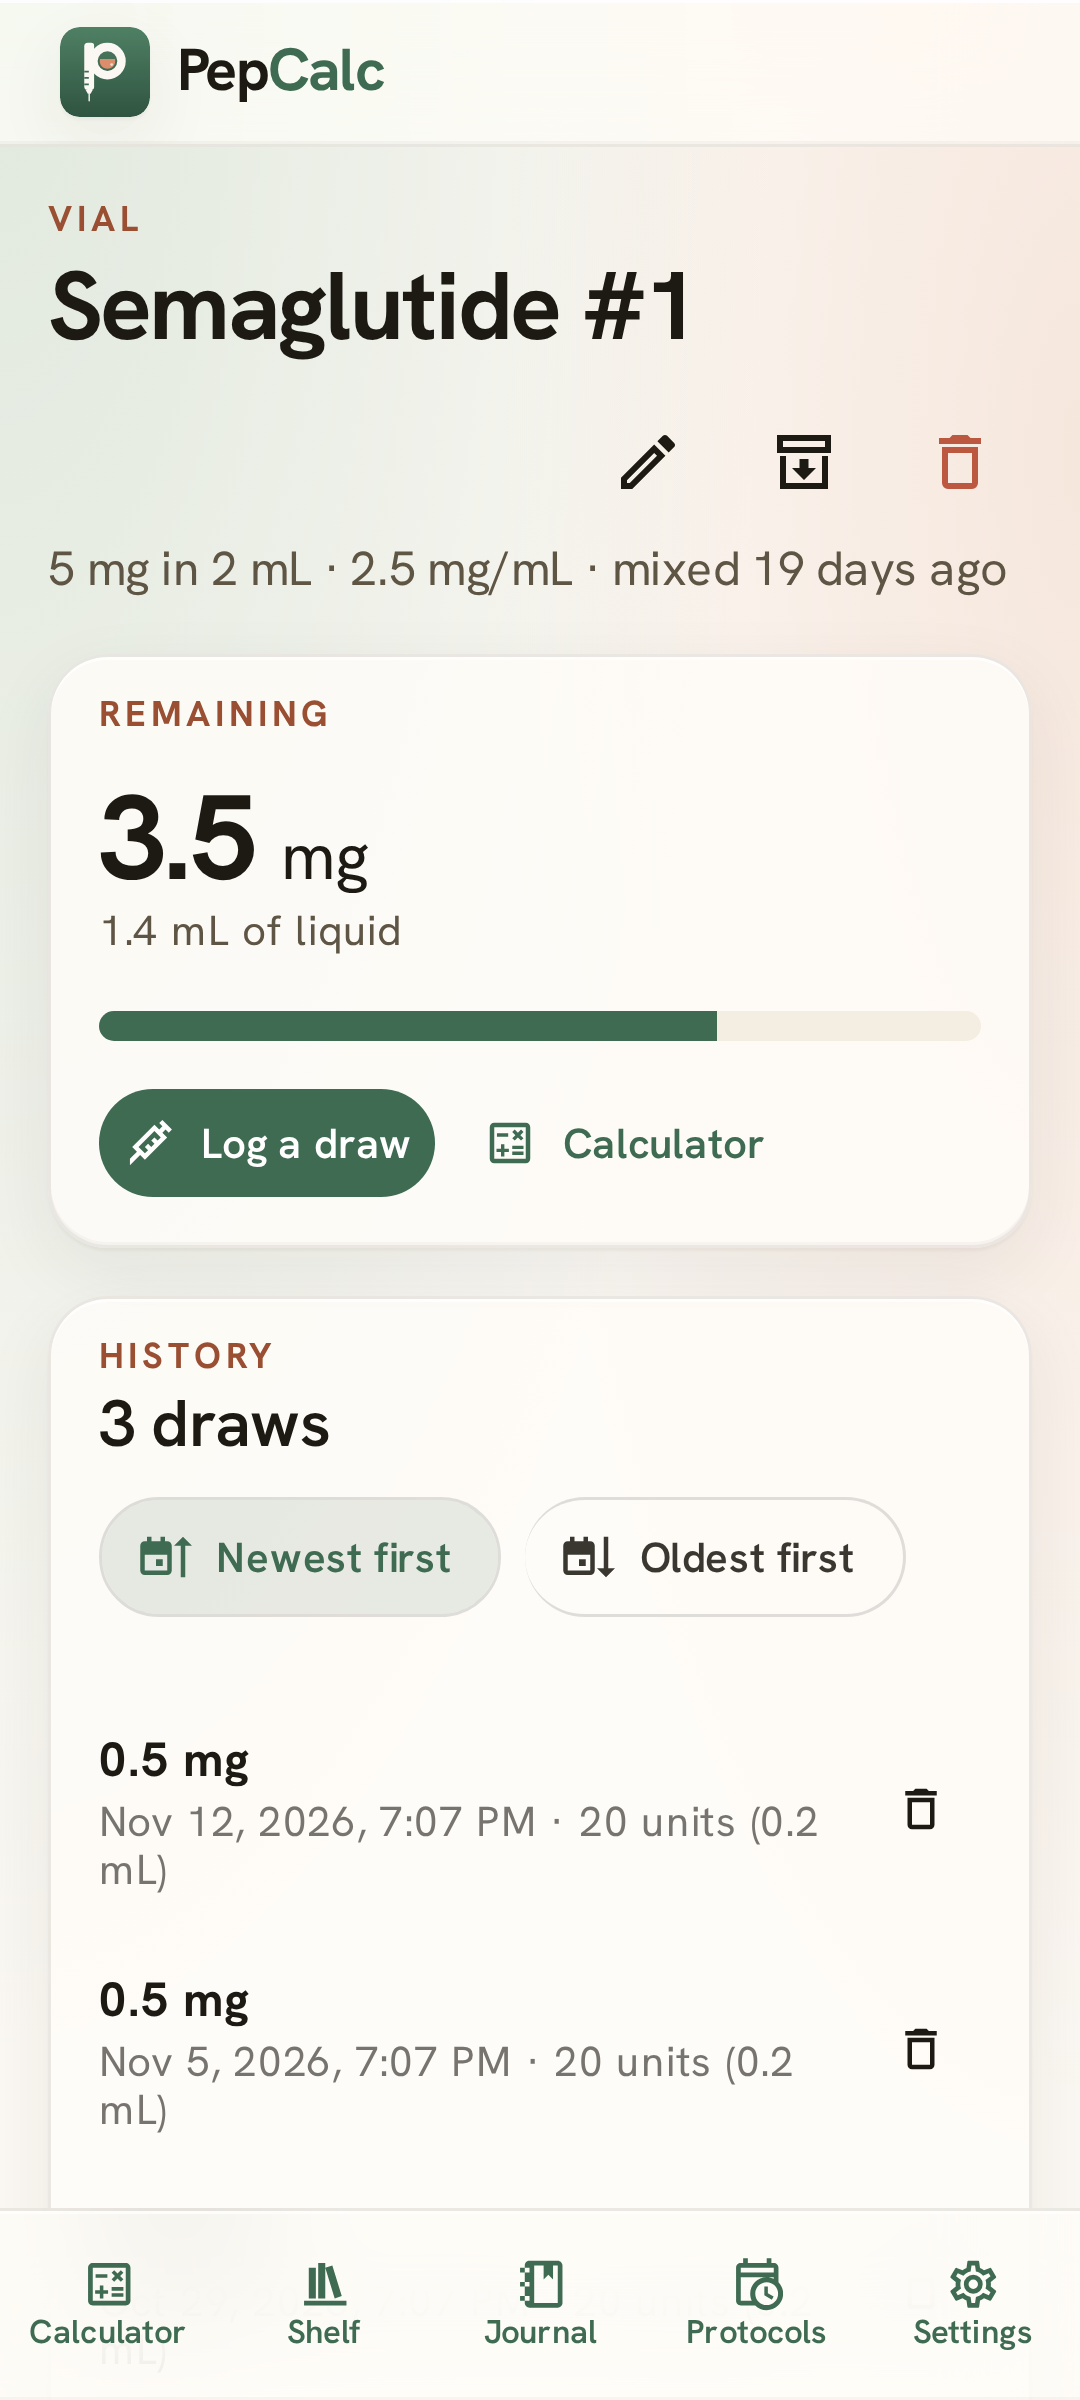 PepCalc
VIAL
Semaglutide #1
5 mg in 2 mL · 2.5 mg/mL · mixed 19 days ago
REMAINING
3.5 mg
1.4 mL of liquid
Log a draw
Calculator
HISTORY
3 draws
Newest first
Oldest first
0.5 mg
Nov 12, 2026, 7:07 PM · 20 units (0.2
mL)
0.5 mg
Nov 5, 2026, 7:07 PM · 20 units (0.2
mL)
Calculator
Shelf
Journal
Protocols
Settings